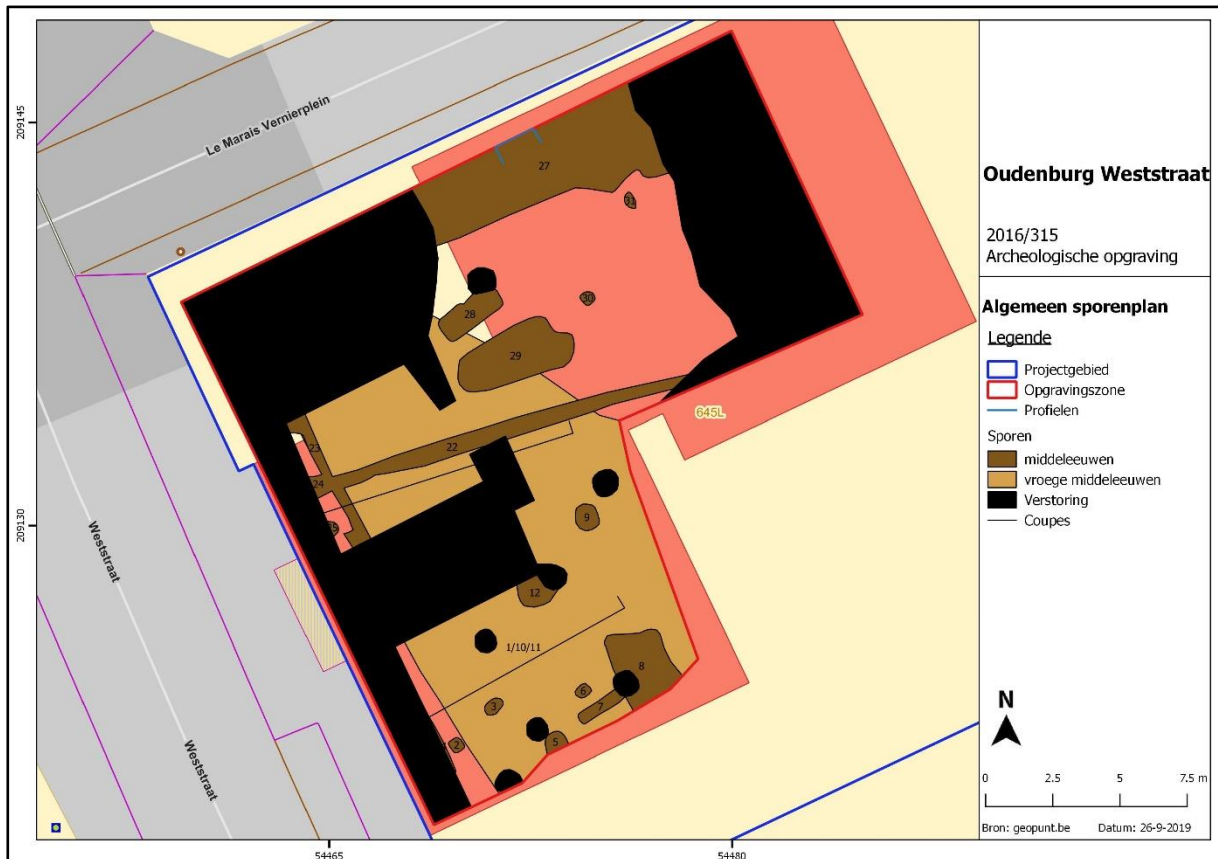 209145
209130
54465
54480
Le Marais Vernierplein
Weststraat
Weststraat
645L
27
31
30
28
29
23
22
24
9
12
1/10/11
8
6
3
7
2
5
Oudenburg Weststraat
2016/315
Archeologische opgraving
Algemeen sporenplan
Legende
Projectgebied
Opgravingszone
Profielen
Sporen
middeleeuwen
vroege middeleeuwen
Verstoring
Coupes
N
0 2.5 5 7.5 m
Bron: geopunt.be Datum: 26-9-2019